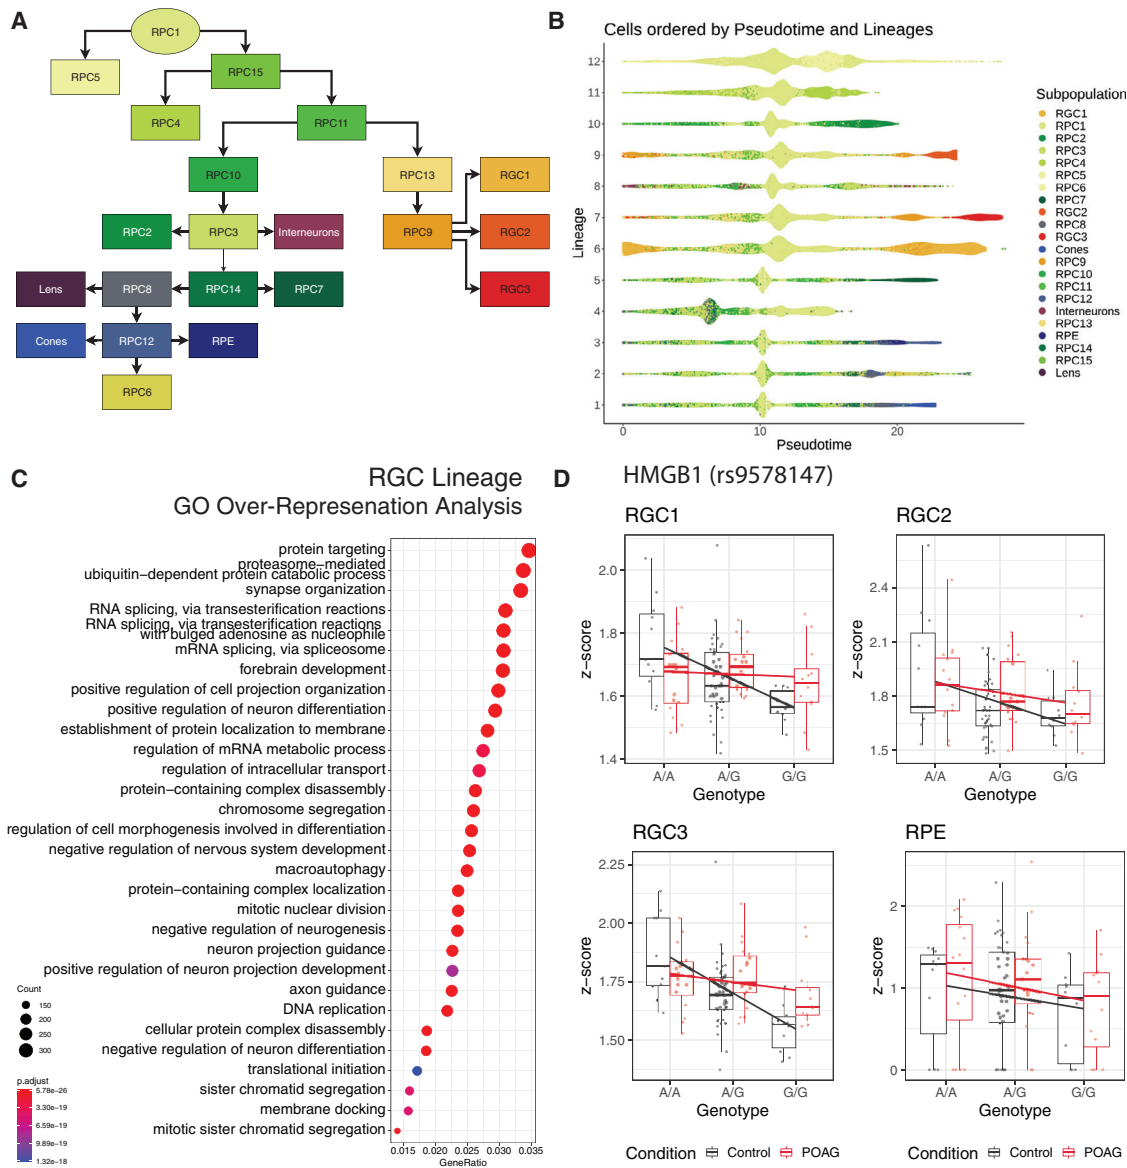 A
RPC1
RPC5
RPC15
RPC4
RPC11
RPC10
RPC13
RGC1
RPC2
RPC3
Interneurons
RPC9
RGC2
Lens
RPC8
RPC14
RPC7
RGC3
Cones
RPC12
RPE
RPC6
B
Cells ordered by Pseudotime and Lineages
Lineage
12
11
10
9
8
7
6
5
4
3
2
1
0
10
20
Pseudotime
Subpopulation
RGC1
RPC1
RPC2
RPC3
RPC4
RPC5
RPC6
RPC7
RGC2
RPC8
RGC3
Cones
RPC9
RPC10
RPC11
RPC12
Interneurons
RPC13
RPE
RPC14
RPC15
Lens
C
RGC Lineage
GO Over-Represenation Analysis
protein targeting
proteasome-mediated
ubiquitin-dependent protein catabolic process
synapse organization
RNA splicing, via transesterification reactions
RNA splicing, via transesterification reactions
with bulged adenosine as nucleophile
mRNA splicing, via spliceosome
forebrain development
positive regulation of cell projection organization
positive regulation of neuron differentiation
establishment of protein localization to membrane
regulation of mRNA metabolic process
regulation of intracellular transport
protein-containing complex disassembly
chromosome segregation
regulation of cell morphogenesis involved in differentiation
negative regulation of nervous system development
macroautophagy
protein-containing complex localization
mitotic nuclear division
negative regulation of neurogenesis
neuron projection guidance
positive regulation of neuron projection development
axon guidance
DNA replication
cellular protein complex disassembly
negative regulation of neuron differentiation
translational initiation
sister chromatid segregation
membrane docking
mitotic sister chromatid segregation
0.015 0.020 0.025 0.030 0.035
GeneRatio
Count
150
200
250
300
p.adjust
5.78e-26
3.30e-19
6.59e-19
9.89e-19
1.32e-18
D
HMGB1 (rs9578147)
RGC1
z-score
2.0
1.8
1.6
1.4
A/A A/G G/G
Genotype
RGC2
z-score
2.4
2.1
1.8
1.5
A/A A/G G/G
Genotype
RGC3
z-score
2.25
2.00
1.75
1.50
A/A A/G G/G
Genotype
RPE
z-score
2
1
0
A/A A/G G/G
Genotype
Condition Control POAG
Condition Control POAG